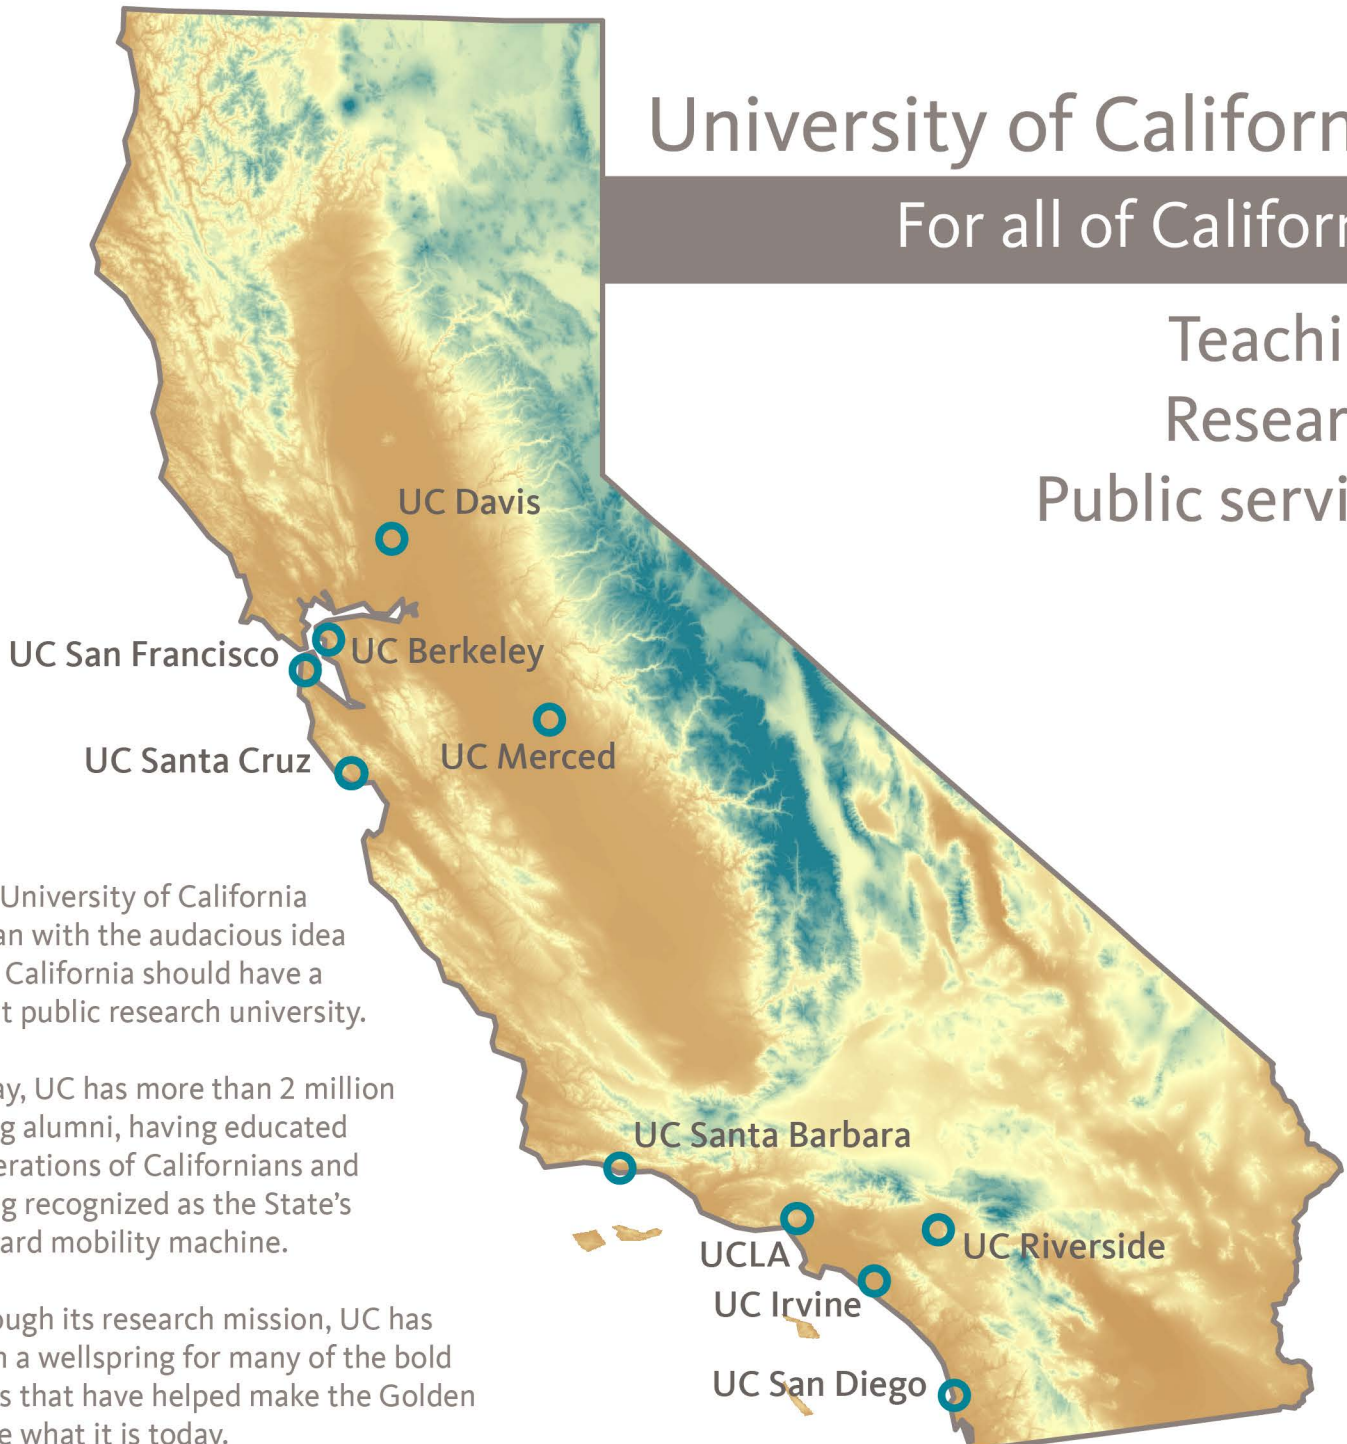 University of Californ
For all of Californ
Teachi
Resear
Public servi
UC Davis
UC San Francisco
UC Berkeley
UC Santa Cruz
UC Merced
University of California
an with the audacious idea
California should have a
t public research university.
ay, UC has more than 2 million
g alumni, having educated
erations of Californians and
g recognized as the State’s
ard mobility machine.
ough its research mission, UC has
n a wellspring for many of the bold
s that have helped make the Golden
e what it is today.
UC Santa Barbara
UCLA
UC Riverside
UC Irvine
UC San Diego